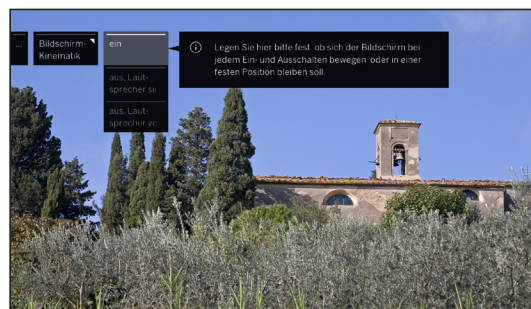 ...
Bildschirm-
Kinematik
ein
Legen Sie hier bitte fest, ob sich der Bildschirm bei
jedem Ein- und Ausschalten bewegen oder in einer
festen Position bleiben soll.
aus, Laut-
sprecher si
aus, Laut-
sprecher ve